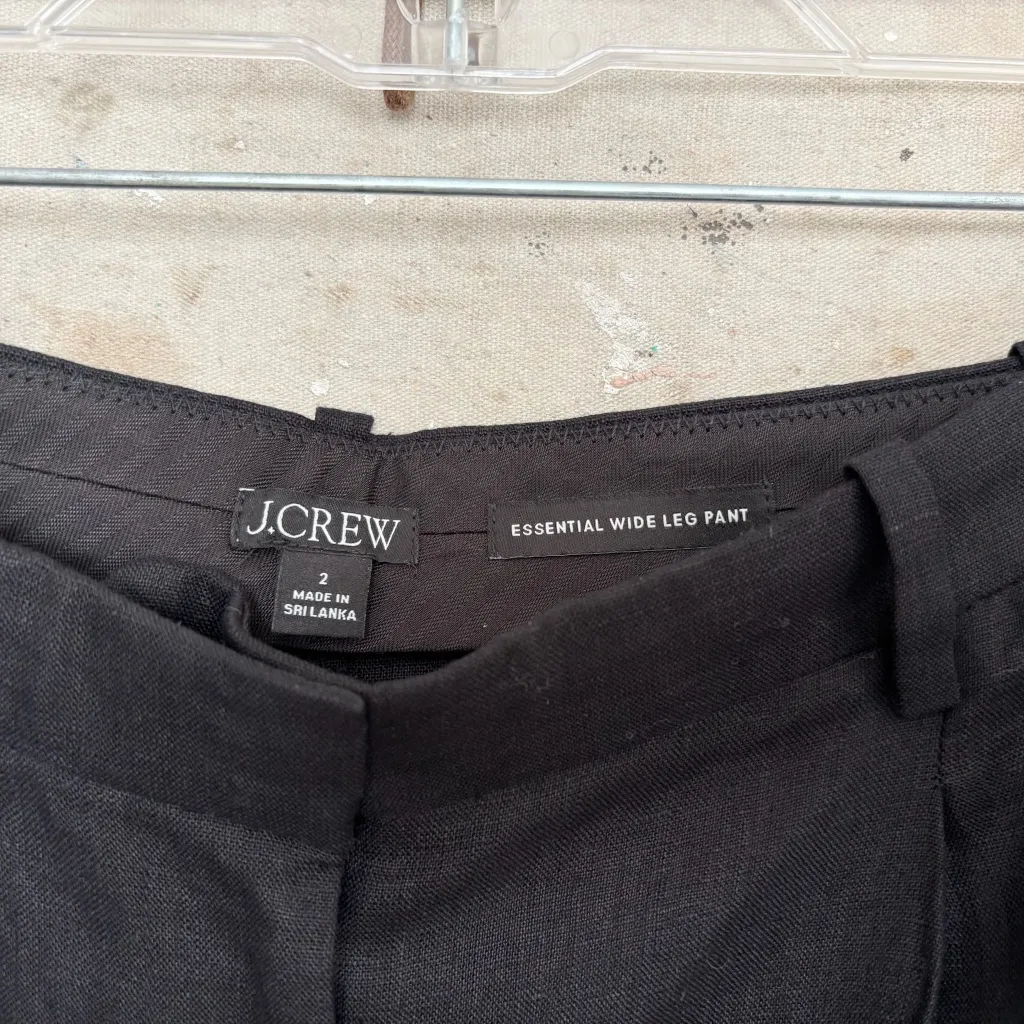 J.CREW
2
MADE IN
SRI LANKA
ESSENTIAL WIDE LEG PANT